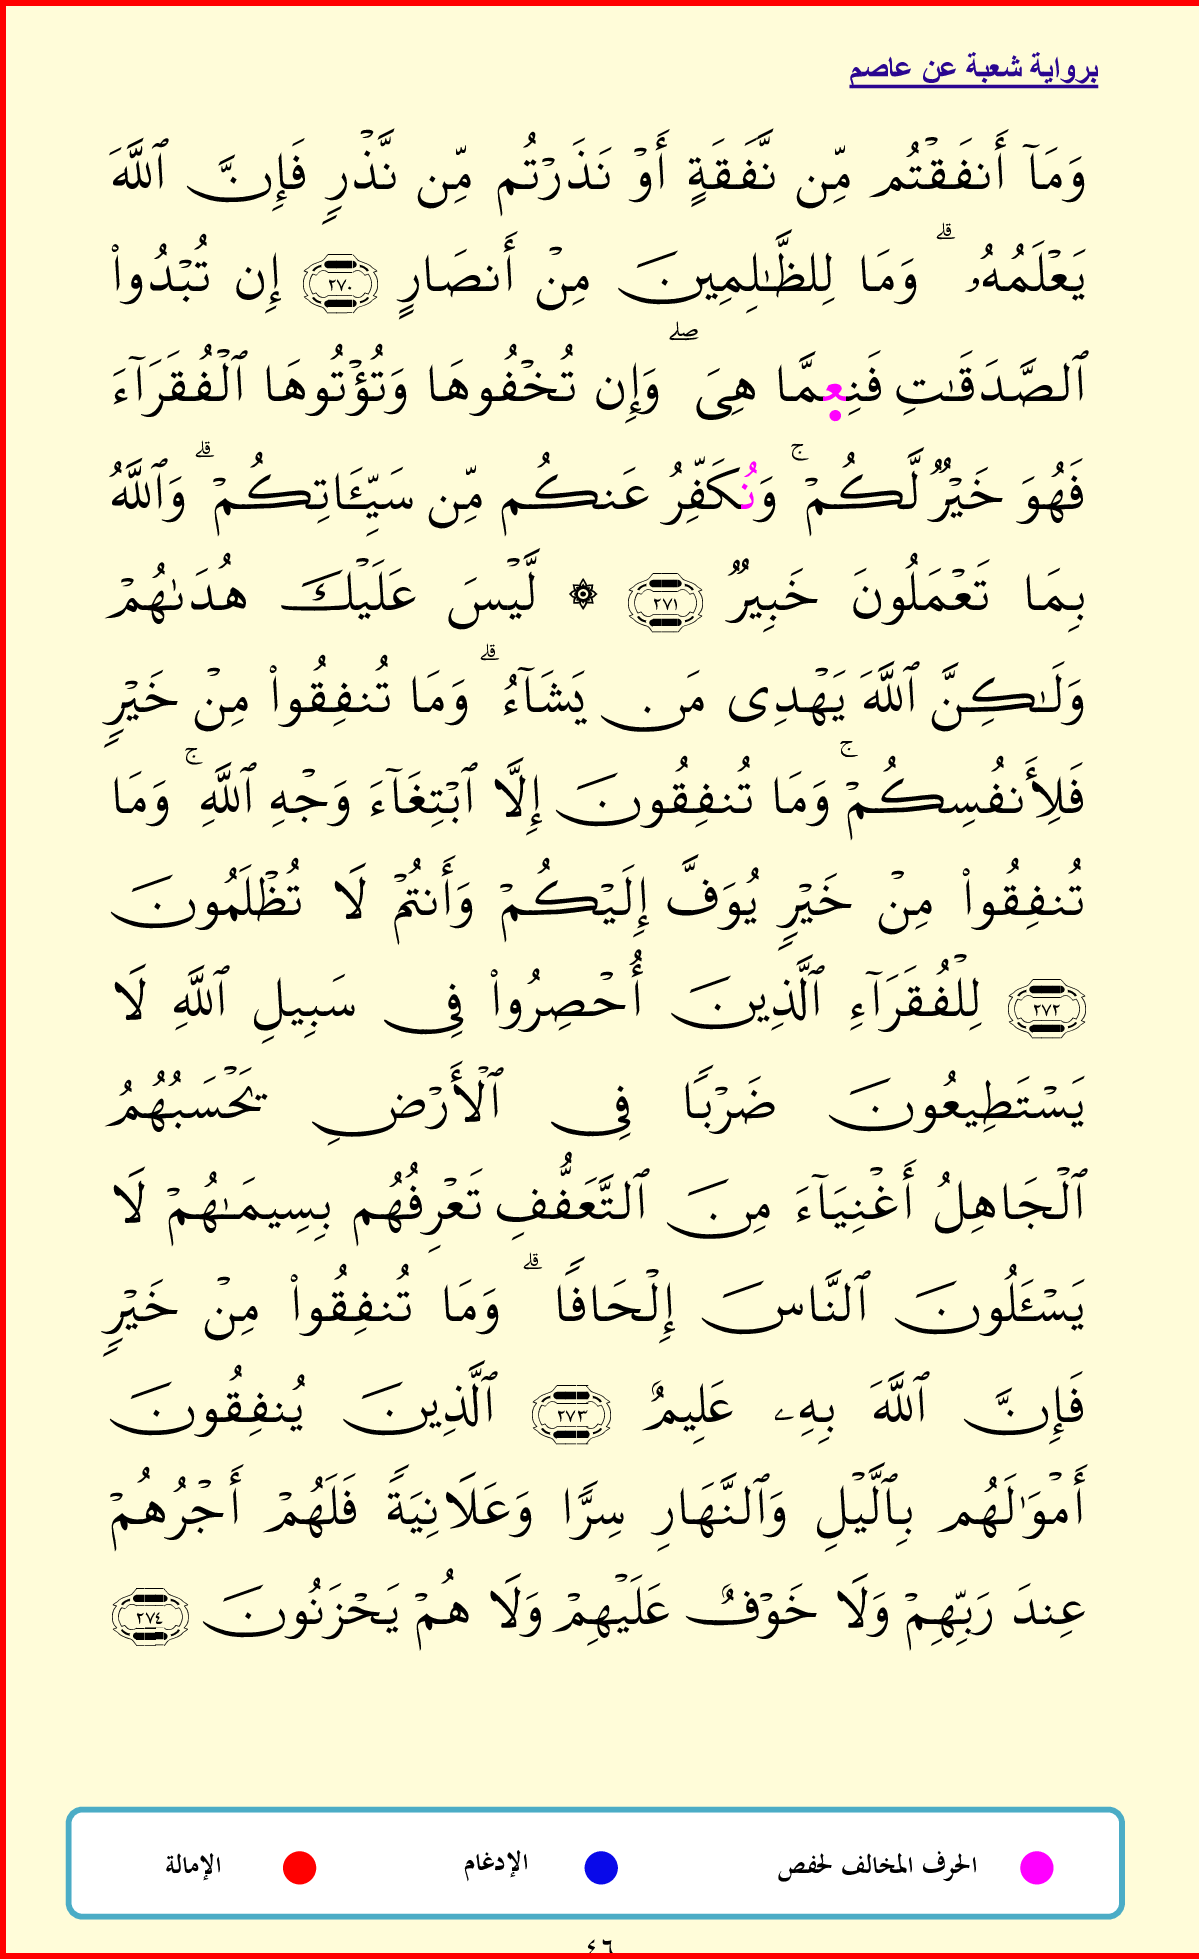 برواية شعبة عن عاصم
وَمَآ أَنفَقۡتُم مِّن نَّفَقَةٍ أَوۡ نَذَرۡتُم مِّن نَّذۡرٍ فَإِنَّ ٱللَّهَ
يَعۡلَمُهُۥۗ وَمَا لِلظَّٰلِمِينَ مِنۡ أَنصَارٍ ٢٧٠ إِن تُبۡدُواْ
ٱلصَّدَقَٰتِ فَنِعِمَّا هِيَۖ وَإِن تُخۡفُوهَا وَتُؤۡتُوهَا ٱلۡفُقَرَآءَ
فَهُوَ خَيۡرٞ لَّكُمۡۚ وَنُكَفِّرُ عَنكُم مِّن سَيِّـَٔاتِكُمۡۗ وَٱللَّهُ
بِمَا تَعۡمَلُونَ خَبِيرٞ ٢٧١ ۞ لَّيۡسَ عَلَيۡكَ هُدَىٰهُمۡ
وَلَٰكِنَّ ٱللَّهَ يَهۡدِي مَن يَشَآءُۗ وَمَا تُنفِقُواْ مِنۡ خَيۡرٍ
فَلِأَنفُسِكُمۡۚ وَمَا تُنفِقُونَ إِلَّا ٱبۡتِغَآءَ وَجۡهِ ٱللَّهِۚ وَمَا
تُنفِقُواْ مِنۡ خَيۡرٍ يُوَفَّ إِلَيۡكُمۡ وَأَنتُمۡ لَا تُظۡلَمُونَ
٢٧٢ لِلۡفُقَرَآءِ ٱلَّذِينَ أُحۡصِرُواْ فِي سَبِيلِ ٱللَّهِ لَا
يَسۡتَطِيعُونَ ضَرۡبٗا فِي ٱلۡأَرۡضِ يَحۡسَبُهُمُ
ٱلۡجَاهِلُ أَغۡنِيَآءَ مِنَ ٱلتَّعَفُّفِ تَعۡرِفُهُم بِسِيمَٰهُمۡ لَا
يَسۡـَٔلُونَ ٱلنَّاسَ إِلۡحَافٗاۗ وَمَا تُنفِقُواْ مِنۡ خَيۡرٍ
فَإِنَّ ٱللَّهَ بِهِۦ عَلِيمٌ ٢٧٣ ٱلَّذِينَ يُنفِقُونَ
أَمۡوَٰلَهُم بِٱلَّيۡلِ وَٱلنَّهَارِ سِرّٗا وَعَلَانِيَةٗ فَلَهُمۡ أَجۡرُهُمۡ
عِندَ رَبِّهِمۡ وَلَا خَوۡفٌ عَلَيۡهِمۡ وَلَا هُمۡ يَحۡزَنُونَ ٢٧٤
الحرف المخالف لحفص الإدغام الإمالة
٤٦